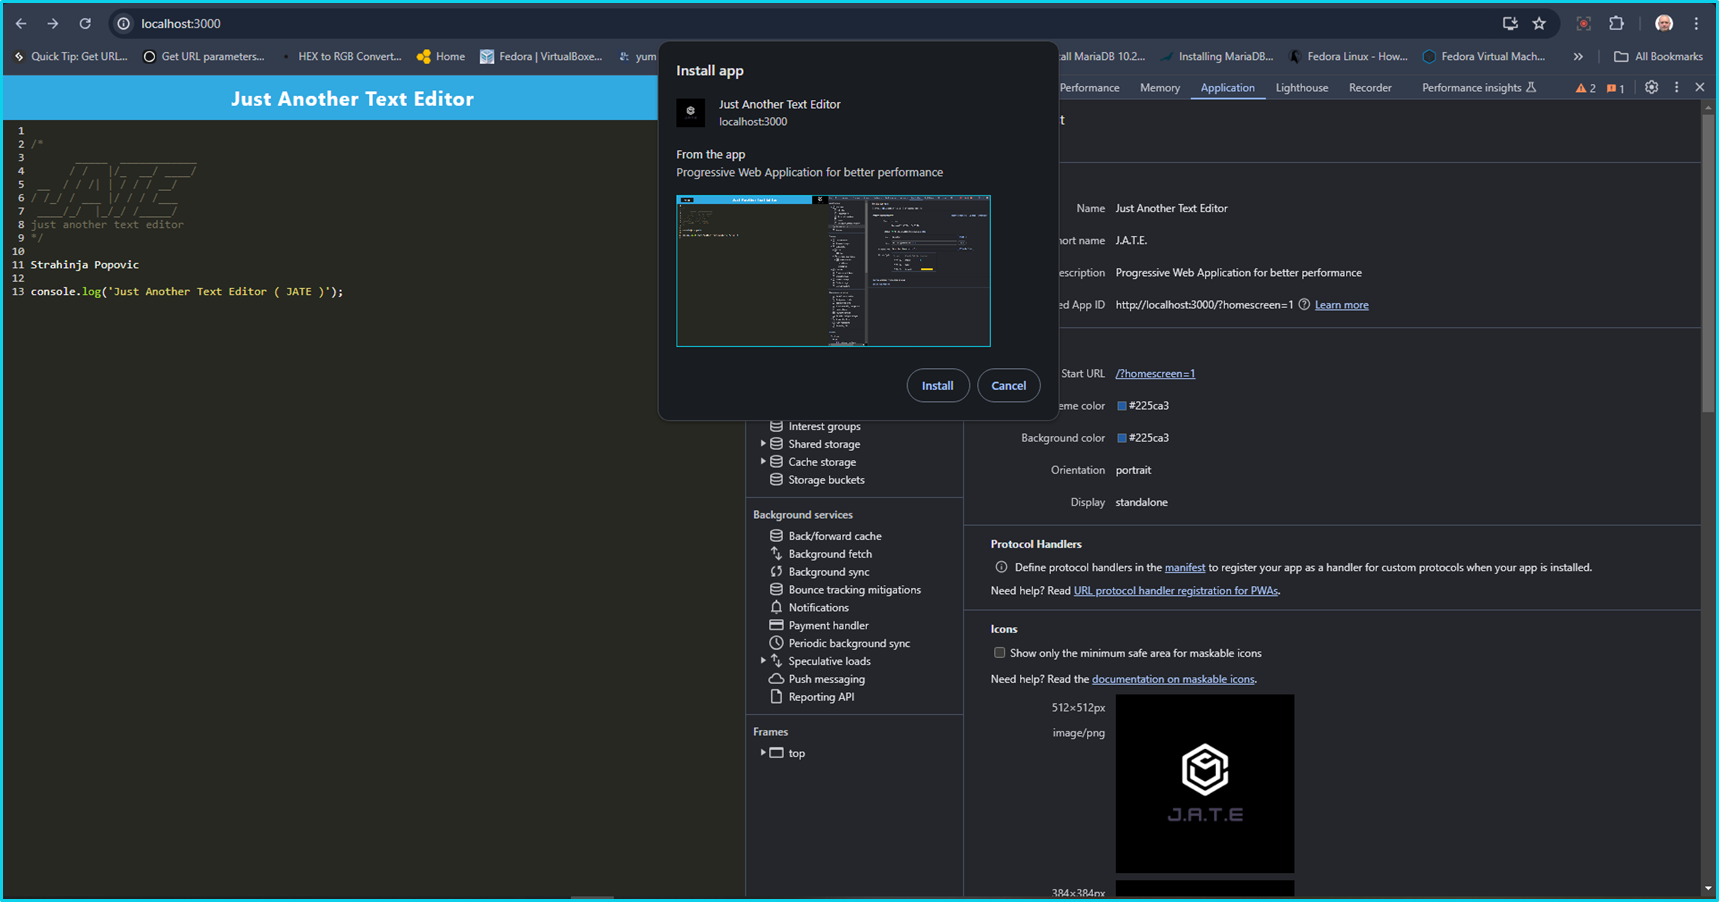 localhost:3000
Quick Tip: Get URL...
Get URL parameters...
HEX to RGB Convert...
Home
Fedora | VirtualBoxe...
yum
all MariaDB 10.2...
Installing MariaDB...
Fedora Linux - How...
Fedora Virtual Mach...
All Bookmarks
Just Another Text Editor
1
2 /*
3
4
5
6
7
8 just another text editor
9 */
10
11 Strahinja Popovic
12
13 console.log('Just Another Text Editor ( JATE )');
Install app
Just Another Text Editor
localhost:3000
From the app
Progressive Web Application for better performance
Install
Cancel
Performance
Memory
Application
Lighthouse
Recorder
Performance insights
2
1
t
Name Just Another Text Editor
hort name J.A.T.E.
escription Progressive Web Application for better performance
ed App ID http://localhost:3000/?homescreen=1 Learn more
Start URL /?homescreen=1
eme color #225ca3
Background color #225ca3
Orientation portrait
Display standalone
Interest groups
Shared storage
Cache storage
Storage buckets
Background services
Back/forward cache
Background fetch
Background sync
Bounce tracking mitigations
Notifications
Payment handler
Periodic background sync
Speculative loads
Push messaging
Reporting API
Frames
top
Protocol Handlers
Define protocol handlers in the manifest to register your app as a handler for custom protocols when your app is installed.
Need help? Read URL protocol handler registration for PWAs.
Icons
Show only the minimum safe area for maskable icons
Need help? Read the documentation on maskable icons.
512×512px
image/png
J.A.T.E
384×384px